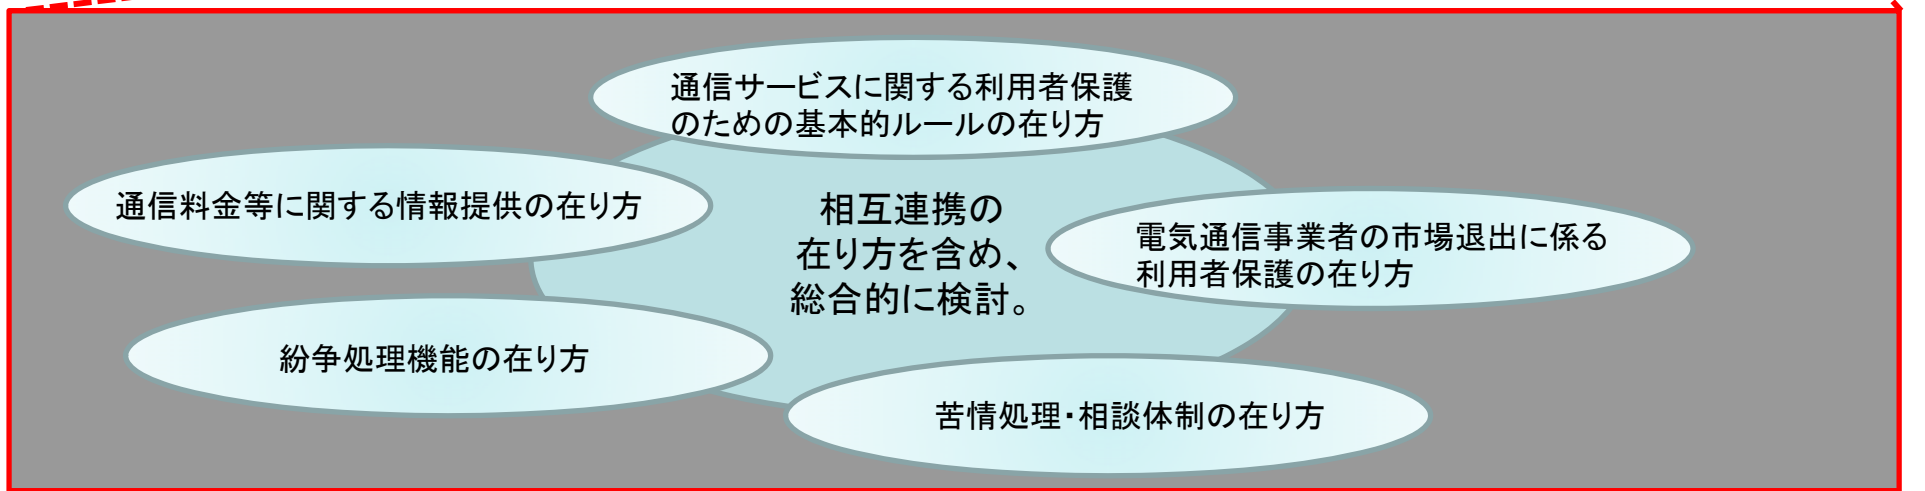 通信サービスに関する利用者保護
のための基本的ルールの在り方
通信料金等に関する情報提供の在り方
相互連携の
在り方を含め、
総合的に検討。
電気通信事業者の市場退出に係る
利用者保護の在り方
紛争処理機能の在り方
苦情処理・相談体制の在り方